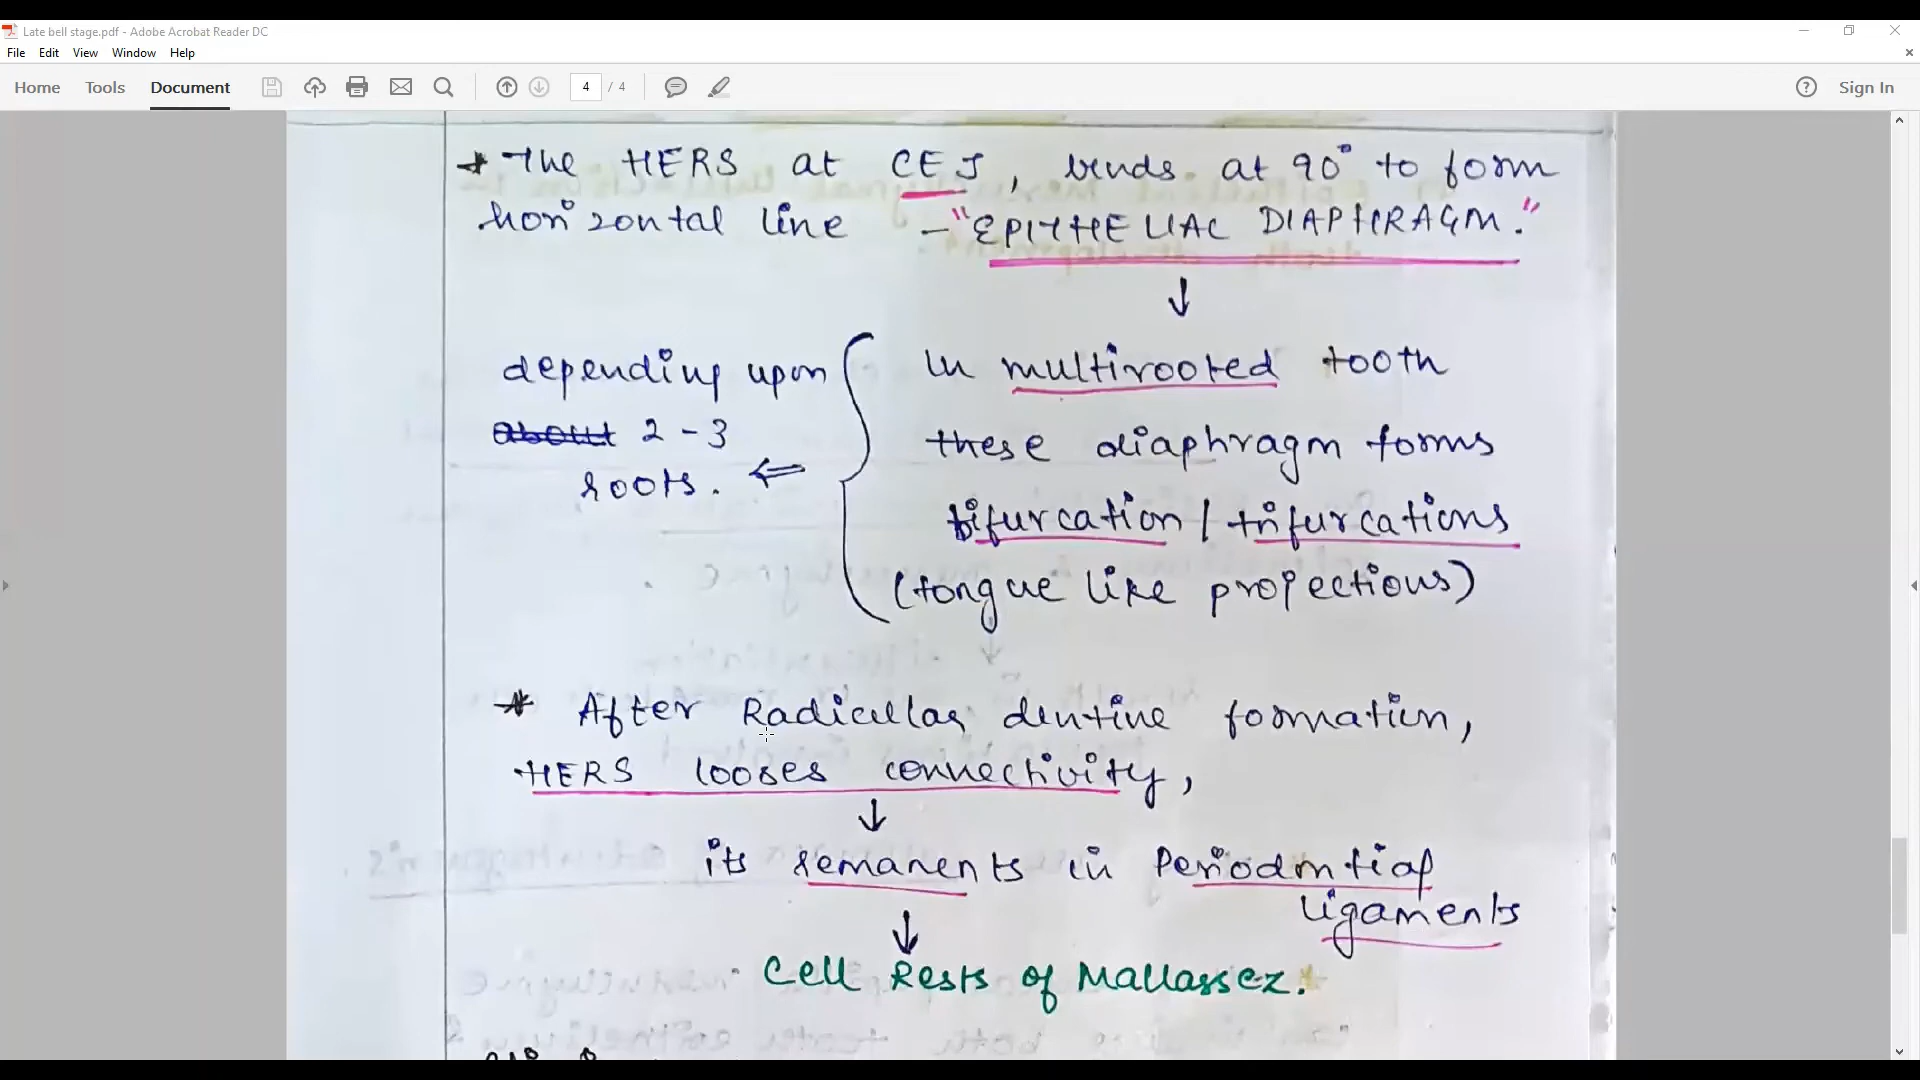 Late bell stage.pdf - Adobe Acrobat Reader DC
File Edit View Window Help
Home Tools Document 4 / 4 Sign In
* The HERS at CEJ, bends at 90° to form
horizontal line - "EPITHELIAL DIAPHRAGM."
↓
In multirooted tooth
these diaphragm forms
bifurcation / trifurcations
(tongue like projections)
depending upon
about 2-3
roots. ⇐
* After Radicular dentine formation,
HERS looses connectivity,
↓
its remanents in Periodontial
ligaments
↓
Cell Rests of Mallassez.